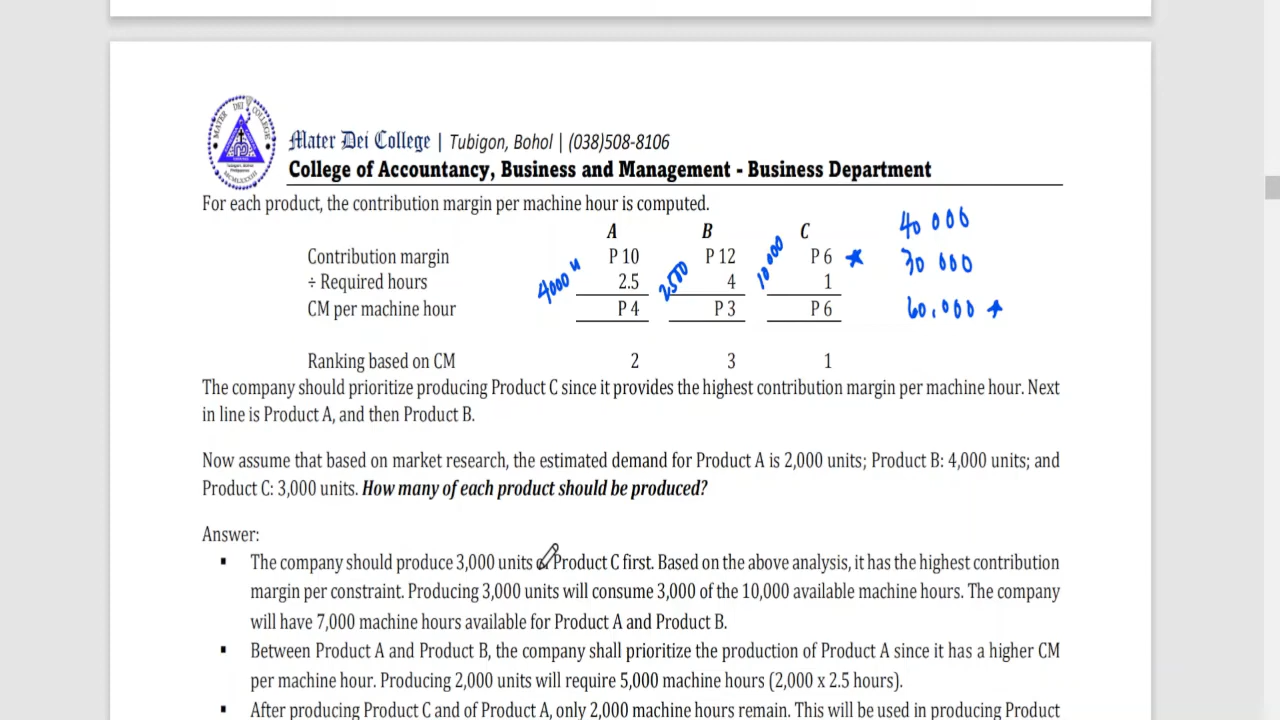 Mater Dei College | Tubigon, Bohol | (038)508-8106
College of Accountancy, Business and Management - Business Department
For each product, the contribution margin per machine hour is computed.
A B C 40 000
Contribution margin P 10 P 12 P 6 30 000
÷ Required hours 4000 u 2.5 2500 4 10 000 1
CM per machine hour P 4 P 3 P 6 60,000
Ranking based on CM 2 3 1
The company should prioritize producing Product C since it provides the highest contribution margin per machine hour. Next
in line is Product A, and then Product B.
Now assume that based on market research, the estimated demand for Product A is 2,000 units; Product B: 4,000 units; and
Product C: 3,000 units. How many of each product should be produced?
Answer:
▪ The company should produce 3,000 units of Product C first. Based on the above analysis, it has the highest contribution
margin per constraint. Producing 3,000 units will consume 3,000 of the 10,000 available machine hours. The company
will have 7,000 machine hours available for Product A and Product B.
▪ Between Product A and Product B, the company shall prioritize the production of Product A since it has a higher CM
per machine hour. Producing 2,000 units will require 5,000 machine hours (2,000 x 2.5 hours).
▪ After producing Product C and of Product A, only 2,000 machine hours remain. This will be used in producing Product